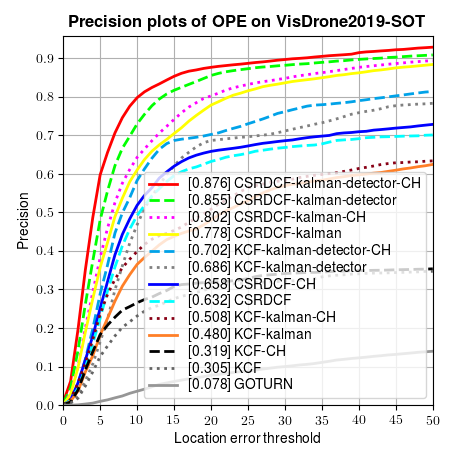 Precision plots of OPE on VisDrone2019-SOT
Precision
0.9
0.8
0.7
0.6
0.5
0.4
0.3
0.2
0.1
0.0
[0.876] CSRDCF-kalman-detector-CH
[0.855] CSRDCF-kalman-detector
[0.802] CSRDCF-kalman-CH
[0.778] CSRDCF-kalman
[0.702] KCF-kalman-detector-CH
[0.686] KCF-kalman-detector
[0.658] CSRDCF-CH
[0.632] CSRDCF
[0.508] KCF-kalman-CH
[0.480] KCF-kalman
[0.319] KCF-CH
[0.305] KCF
[0.078] GOTURN
0 5 10 15 20 25 30 35 40 45 50
Location error threshold